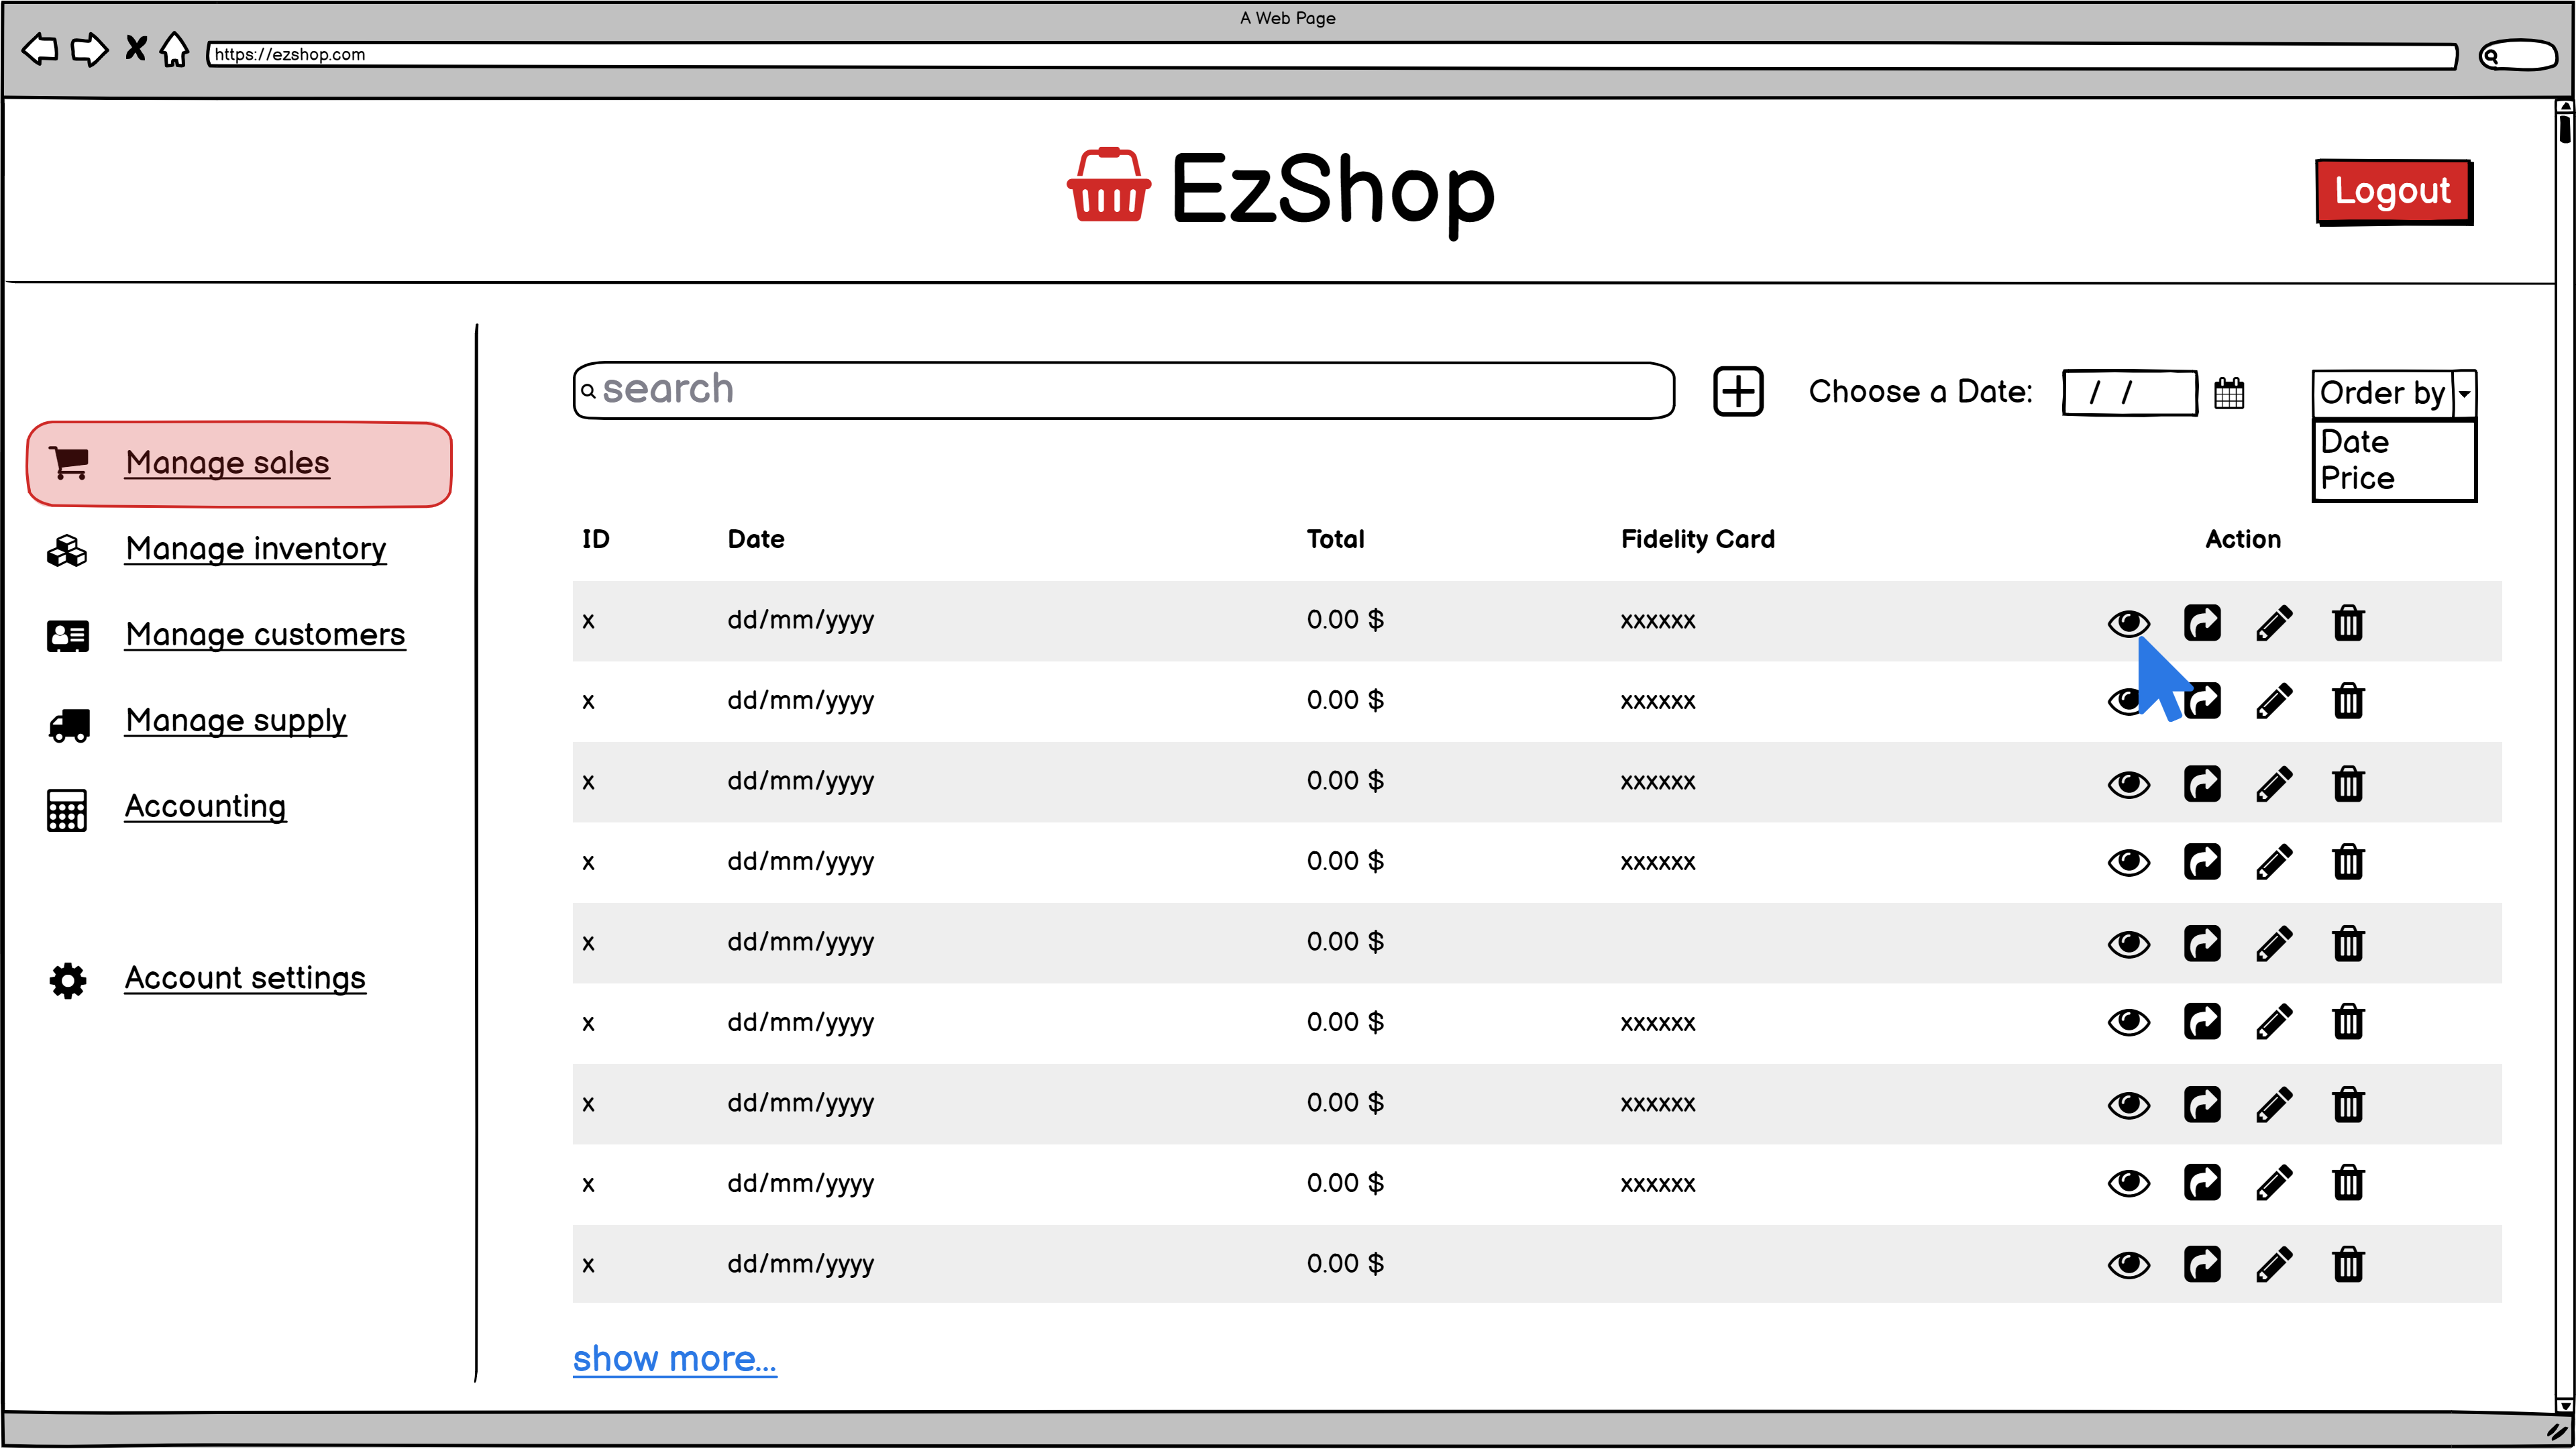 A Web Page
https://ezshop.com
EzShop
Logout
search
Choose a Date:
/ /
Order by
Date
Price
Manage sales
Manage inventory
Manage customers
Manage supply
Accounting
Account settings
ID Date Total Fidelity Card Action
x dd/mm/yyyy 0.00 $ xxxxxx
x dd/mm/yyyy 0.00 $ xxxxxx
x dd/mm/yyyy 0.00 $ xxxxxx
x dd/mm/yyyy 0.00 $ xxxxxx
x dd/mm/yyyy 0.00 $
x dd/mm/yyyy 0.00 $ xxxxxx
x dd/mm/yyyy 0.00 $ xxxxxx
x dd/mm/yyyy 0.00 $ xxxxxx
x dd/mm/yyyy 0.00 $
show more...